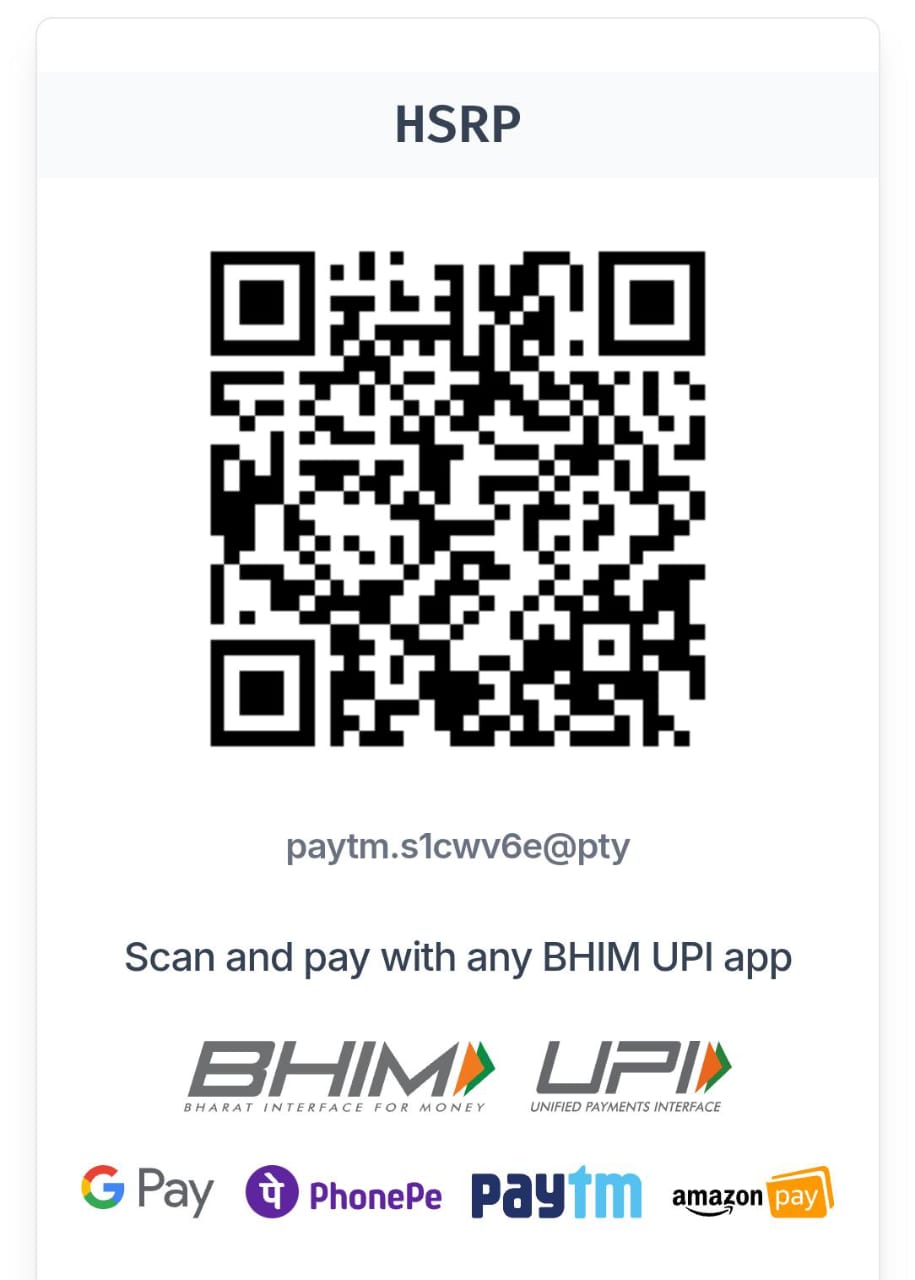 HSRP
paytm.s1cwv6e@pty
Scan and pay with any BHIM UPI app
BHIM UPI
BHARAT INTERFACE FOR MONEY UNIFIED PAYMENTS INTERFACE
G Pay पे PhonePe paytm amazon pay